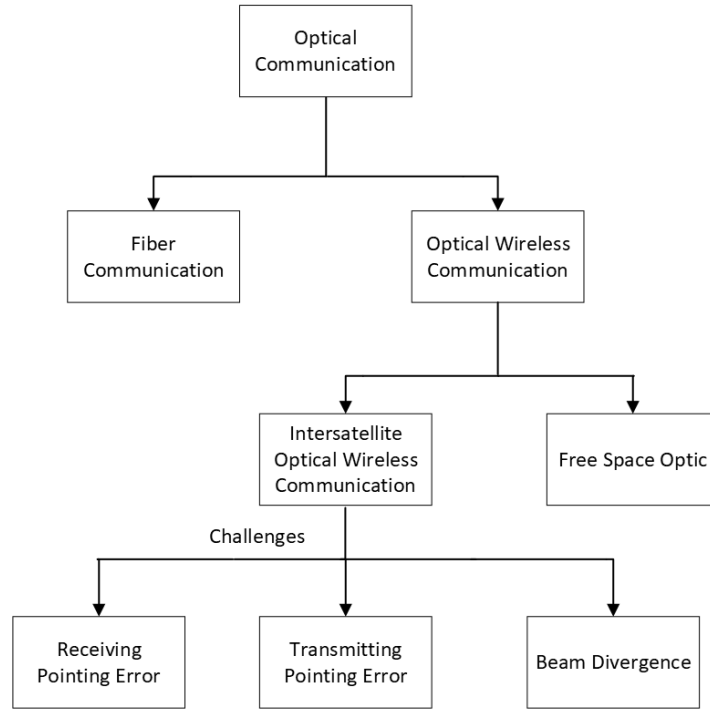 Optical
Communication
Fiber
Communication
Optical Wireless
Communication
Intersatellite
Optical Wireless
Communication
Free Space Optic
Challenges
Receiving
Pointing Error
Transmitting
Pointing Error
Beam Divergence